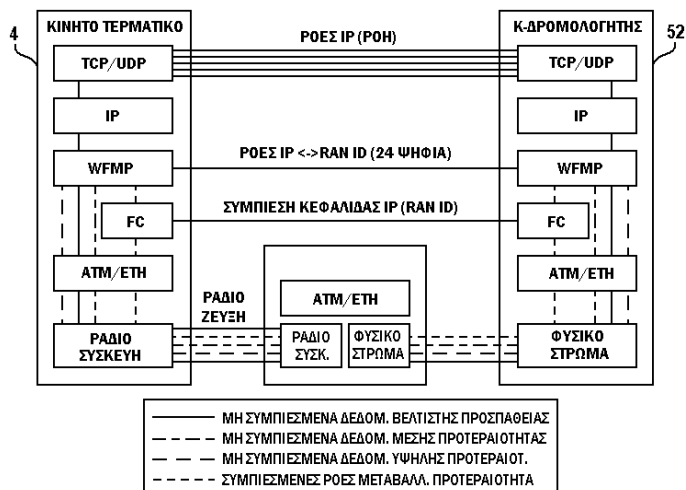 4
ΚΙΝΗΤΟ ΤΕΡΜΑΤΙΚΟ
Κ-ΔΡΟΜΟΛΟΓΗΤΗΣ
52
TCP/UDP
ΡΟΕΣ IP (ΡΟΗ)
TCP/UDP
IP
IP
WFMP
ΡΟΕΣ IP <->RAN ID (24 ΨΗΦΙΑ)
WFMP
FC
ΣΥΜΠΙΕΣΗ ΚΕΦΑΛΙΔΑΣ IP (RAN ID)
FC
ATM/ETH
ΡΑΔΙΟ
ΖΕΥΞΗ
ATM/ETH
ATM/ETH
ΡΑΔΙΟ
ΣΥΣΚΕΥΗ
ΡΑΔΙΟ
ΣΥΣΚ.
ΦΥΣΙΚΟ
ΣΤΡΩΜΑ
ΦΥΣΙΚΟ
ΣΤΡΩΜΑ
ΜΗ ΣΥΜΠΙΕΣΜΕΝΑ ΔΕΔΟΜ. ΒΕΛΤΙΣΤΗΣ ΠΡΟΣΠΑΘΕΙΑΣ
ΜΗ ΣΥΜΠΙΕΣΜΕΝΑ ΔΕΔΟΜ. ΜΕΣΗΣ ΠΡΟΤΕΡΑΙΟΤΗΤΑΣ
ΜΗ ΣΥΜΠΙΕΣΜΕΝΑ ΔΕΔΟΜ. ΥΨΗΛΗΣ ΠΡΟΤΕΡΑΙΟΤ.
ΣΥΜΠΙΕΣΜΕΝΕΣ ΡΟΕΣ ΜΕΤΑΒΑΛΛ. ΠΡΟΤΕΡΑΙΟΤΗΤΑ